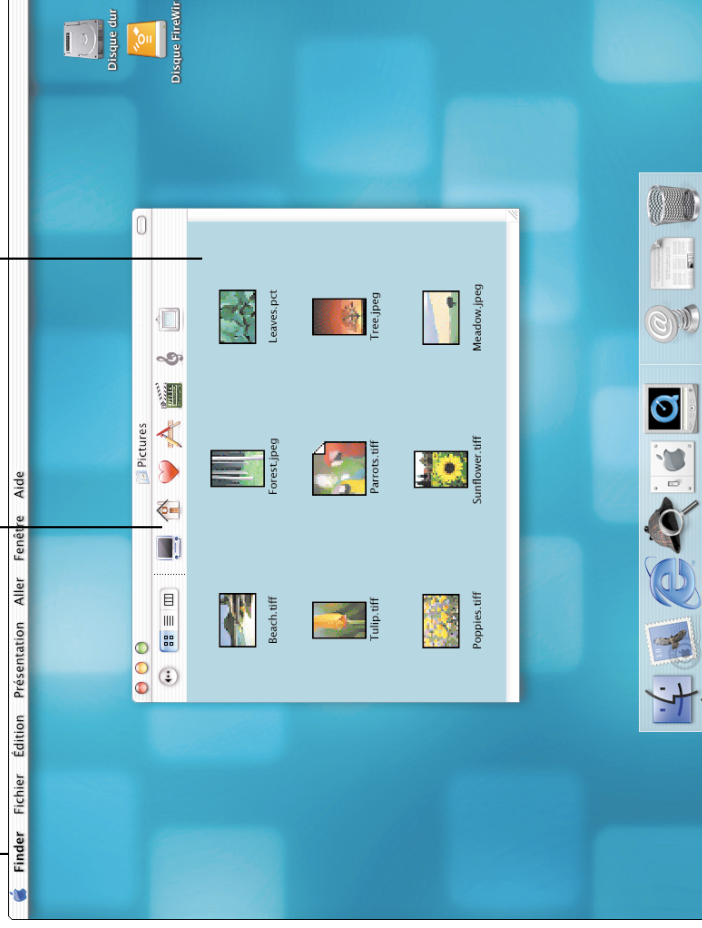 Finder Fichier Édition Présentation Aller Fenêtre Aide
Disque dur
Disque FireWir
Pictures
Beach.tiff Forest.jpeg Leaves.pct
Tulip.tiff Parrots.tiff Tree.jpeg
Poppies.tiff Sunflower.tiff Meadow.jpeg